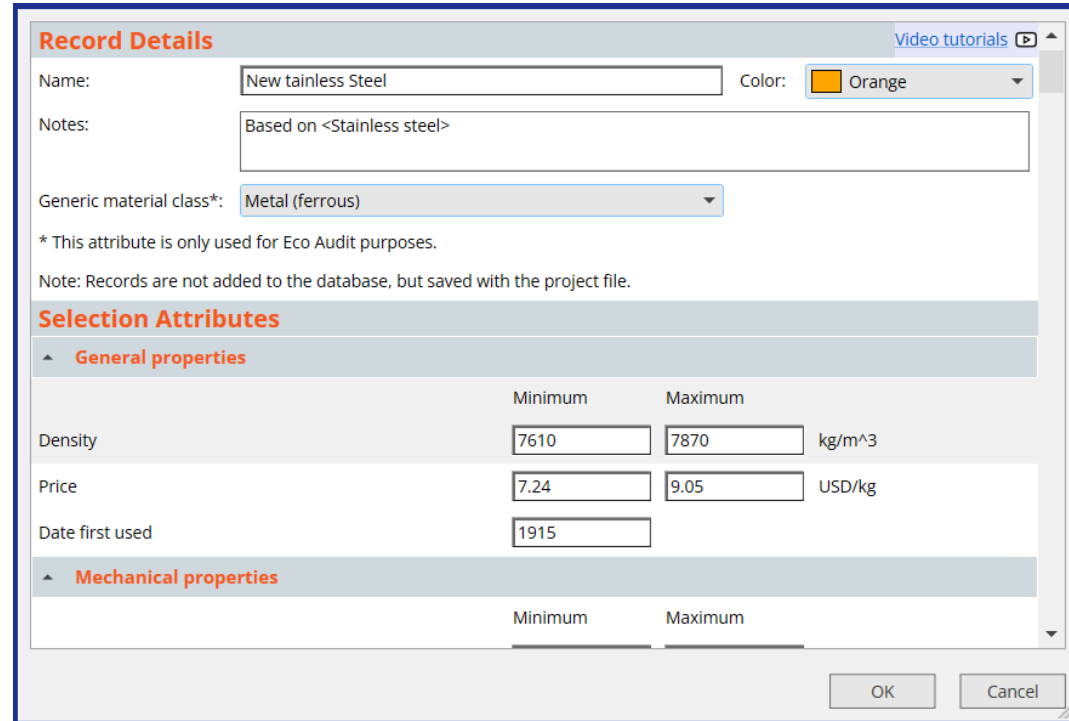 Record Details
Video tutorials
Name: New tainless Steel Color: Orange
Notes: Based on <Stainless steel>
Generic material class*: Metal (ferrous)
* This attribute is only used for Eco Audit purposes.
Note: Records are not added to the database, but saved with the project file.
Selection Attributes
General properties
Minimum Maximum
Density 7610 7870 kg/m^3
Price 7.24 9.05 USD/kg
Date first used 1915
Mechanical properties
Minimum Maximum
OK Cancel